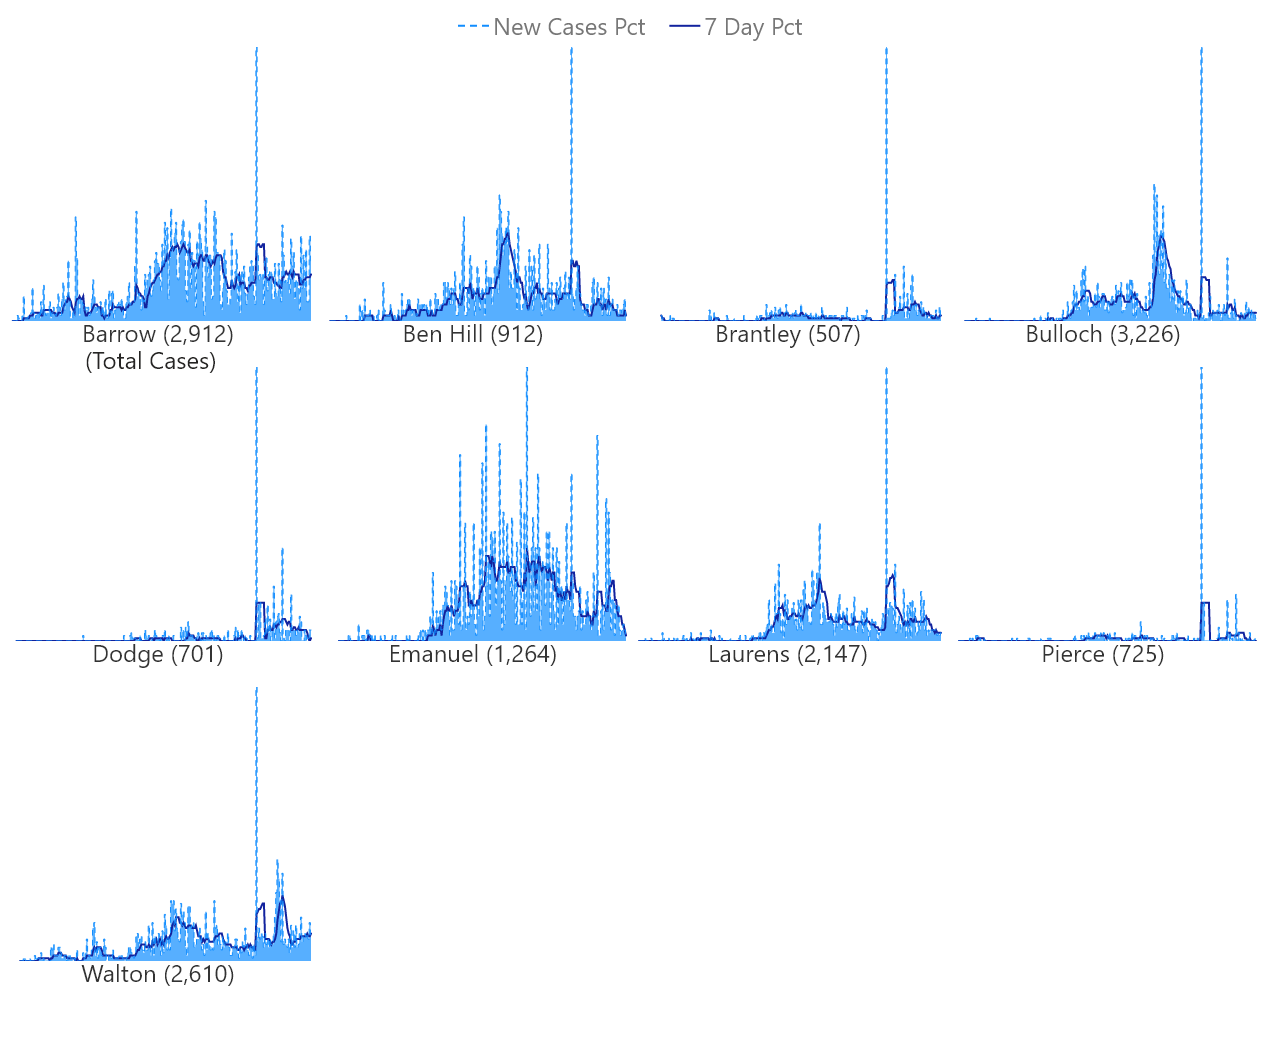 New Cases Pct 7 Day Pct
Barrow (2,912) Ben Hill (912) Brantley (507) Bulloch (3,226)
(Total Cases)
Dodge (701) Emanuel (1,264) Laurens (2,147) Pierce (725)
Walton (2,610)